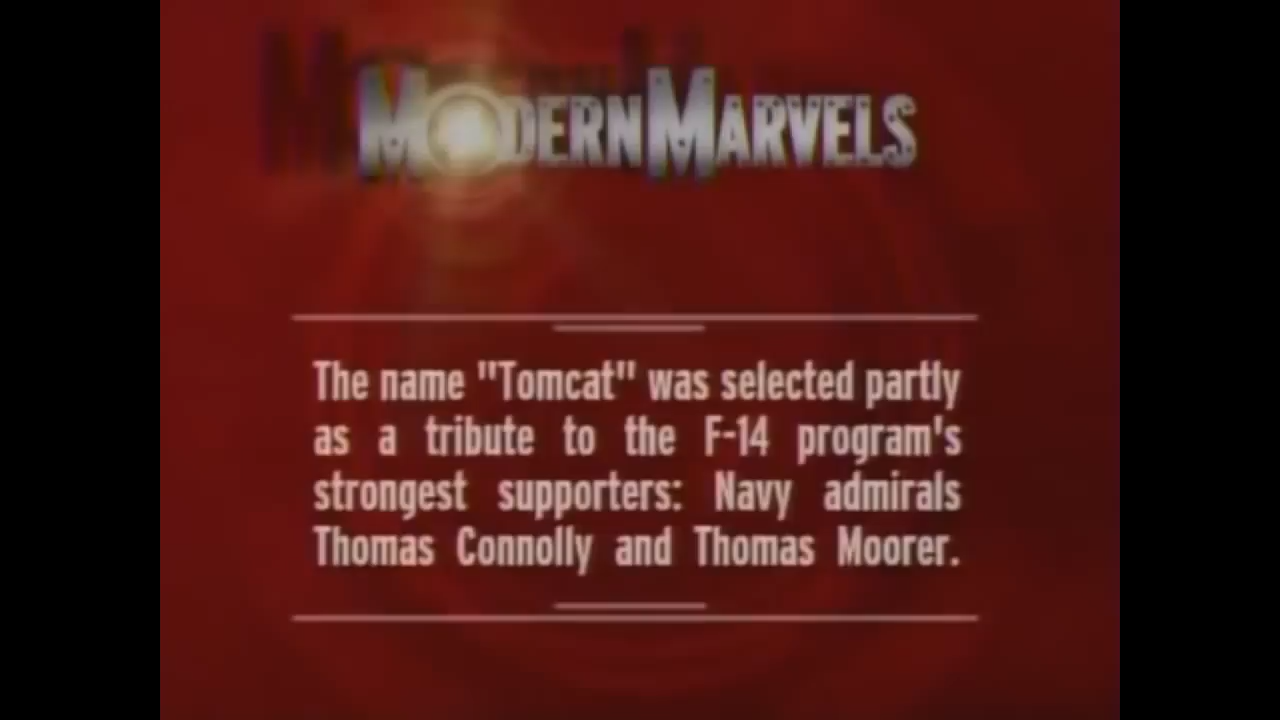 MODERN MARVELS
The name "Tomcat" was selected partly
as a tribute to the F-14 program's
strongest supporters: Navy admirals
Thomas Connolly and Thomas Moorer.